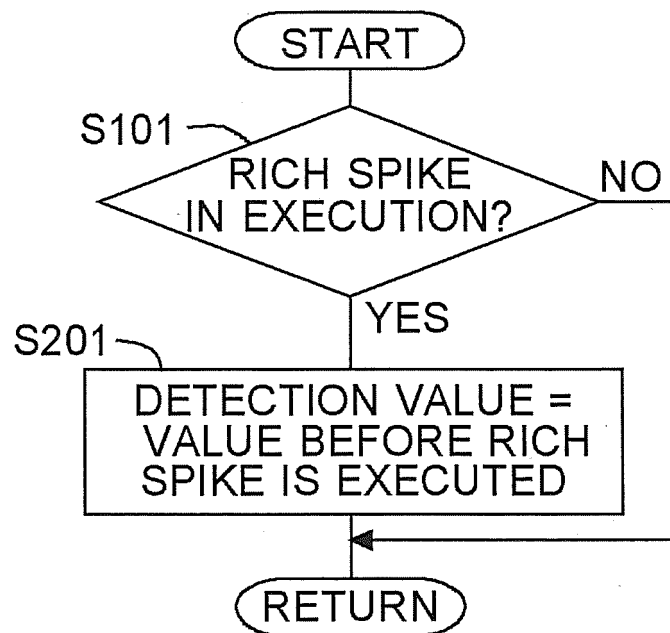 START
S101
RICH SPIKE
IN EXECUTION?
NO
YES
S201
DETECTION VALUE =
VALUE BEFORE RICH
SPIKE IS EXECUTED
RETURN